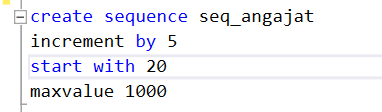 create sequence seq_angajat
increment by 5
start with 20
maxvalue 1000